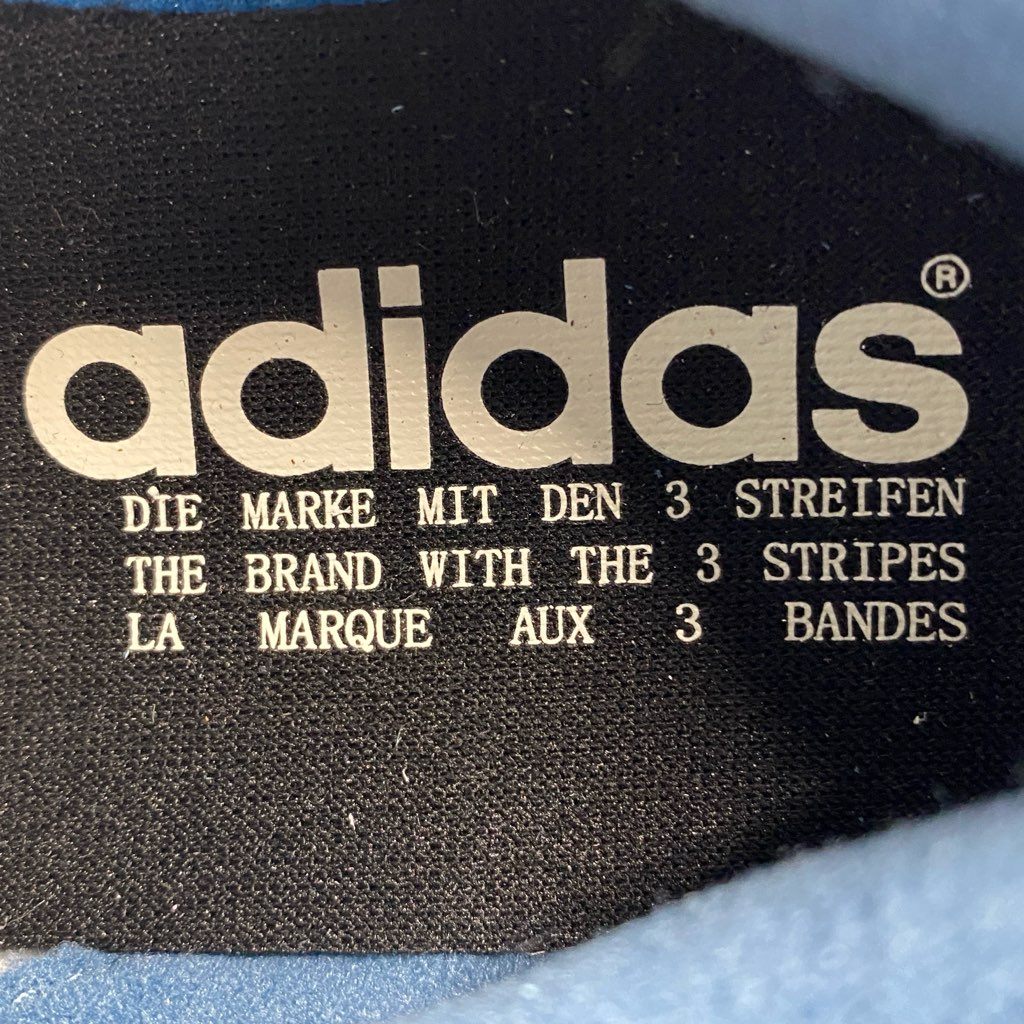 adidas®
DIE MARKE MIT DEN 3 STREIFEN
THE BRAND WITH THE 3 STRIPES
LA MARQUE AUX 3 BANDES